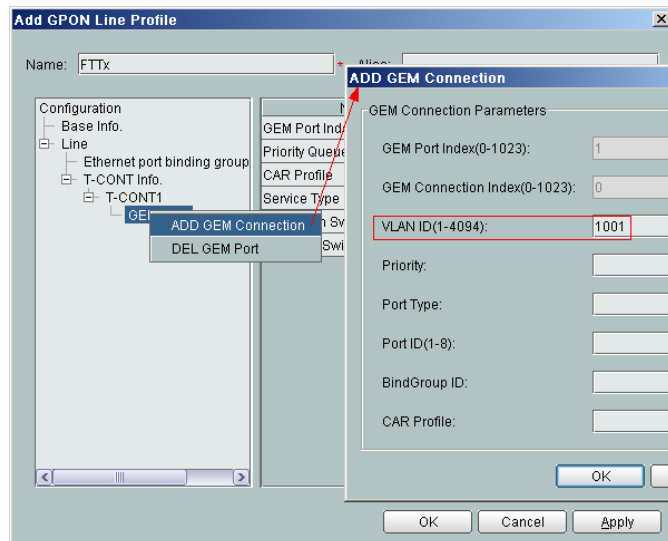 Add GPON Line Profile
Name: FTTx *
ADD GEM Connection
Configuration
Base Info.
Line
Ethernet port binding group
T-CONT Info.
T-CONT1
ADD GEM Connection
DEL GEM Port
GEM Port Ind
Priority Queue
CAR Profile
Service Type
GEM Connection Parameters
GEM Port Index(0-1023): 1
GEM Connection Index(0-1023): 0
VLAN ID(1-4094): 1001
Priority:
Port Type:
Port ID(1-8):
BindGroup ID:
CAR Profile:
OK
OK
Cancel
Apply